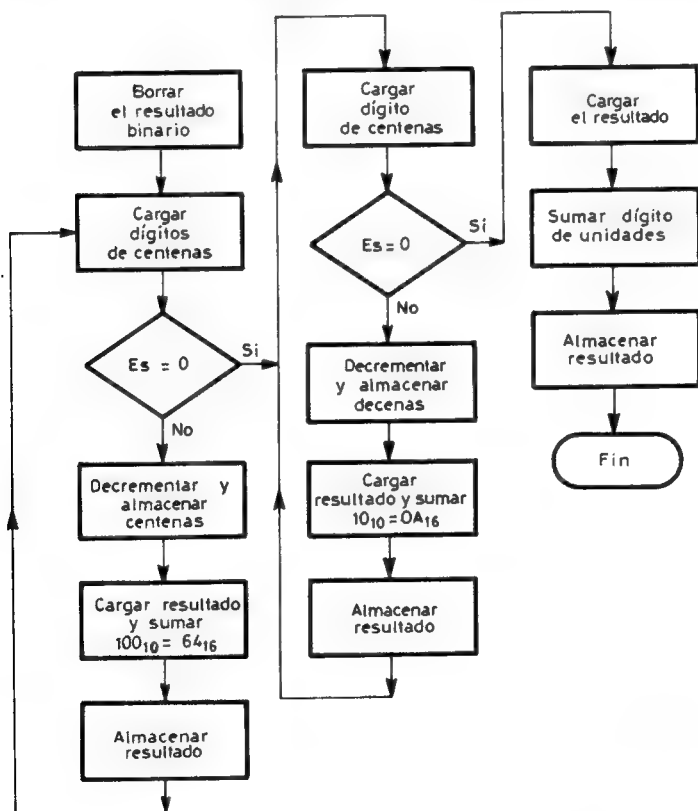 Borrar
el resultado
binario
Cargar
dígitos
de centenas
Es = 0
Si
No
Decrementar y
almacenar
centenas
Cargar resultado
y sumar
100₁₀ = 64₁₆
Almacenar
resultado
Cargar
dígito
de centenas
Es = 0
Si
No
Decrementar
y almacenar
decenas
Cargar
resultado y sumar
10₁₀ = 0A₁₆
Almacenar
resultado
Cargar
el resultado
Sumar dígito
de unidades
Almacenar
resultado
Fin